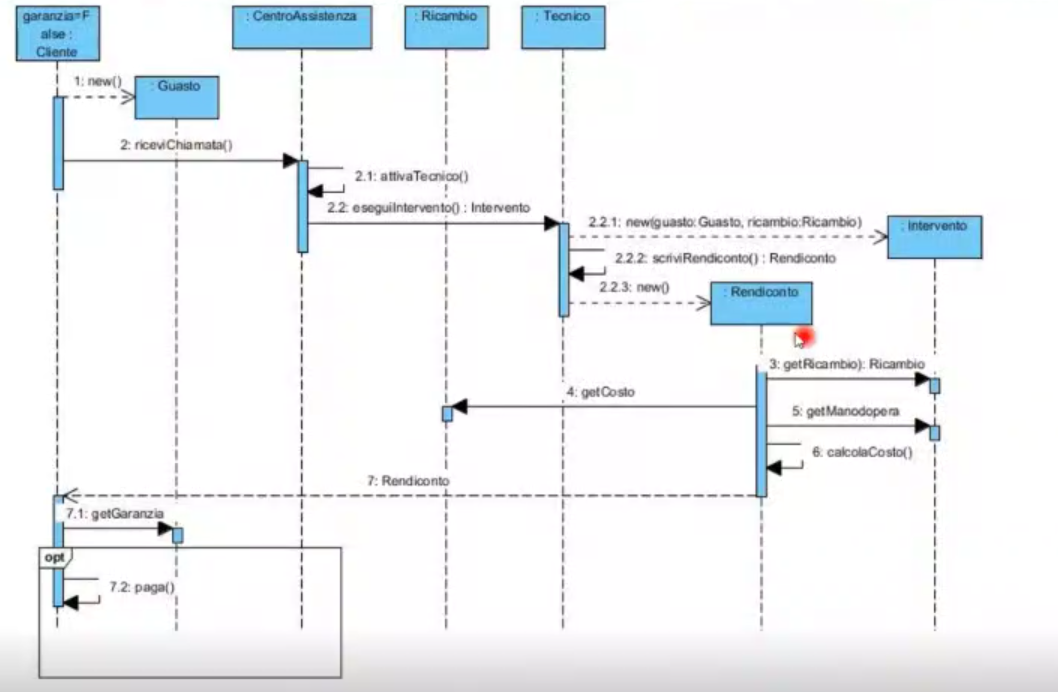 garanzia=F
alse :
Cliente
: CentroAssistenza
: Ricambio
: Tecnico
1: new()
: Guasto
2: riceviChiamata()
2.1: attivaTecnico()
2.2: eseguiIntervento() : Intervento
2.2.1: new(guasto:Guasto, ricambio:Ricambio)
: Intervento
2.2.2: scriviRendiconto() : Rendiconto
2.2.3: new()
: Rendiconto
3: getRicambio): Ricambio
4: getCosto
5: getManodopera
6: calcolaCosto()
7: Rendiconto
7.1: getGaranzia
opt
7.2: paga()